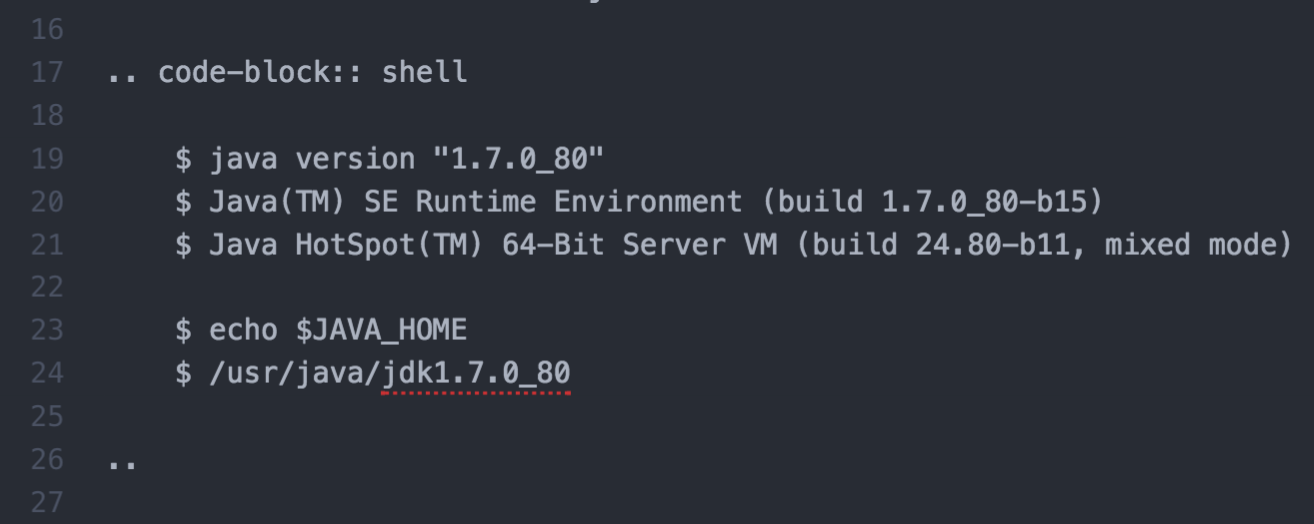 16
17 .. code-block:: shell
18
19 $ java version "1.7.0_80"
20 $ Java(TM) SE Runtime Environment (build 1.7.0_80-b15)
21 $ Java HotSpot(TM) 64-Bit Server VM (build 24.80-b11, mixed mode)
22
23 $ echo $JAVA_HOME
24 $ /usr/java/jdk1.7.0_80
25
26 ..
27